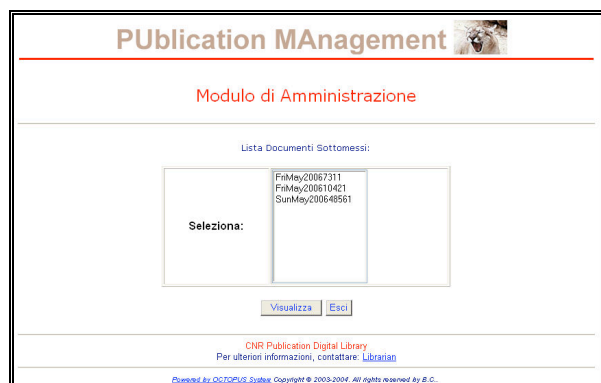 PUblication MAnagement
Modulo di Amministrazione
Lista Documenti Sottomessi:
Seleziona:
FriMay20067311
FriMay200610421
SunMay200648561
Visualizza Esci
CNR Publication Digital Library
Per ulteriori informazioni, contattare: Librarian
Powered by OCTOPUS System Copyright © 2003-2004. All rights reserved by B.C..